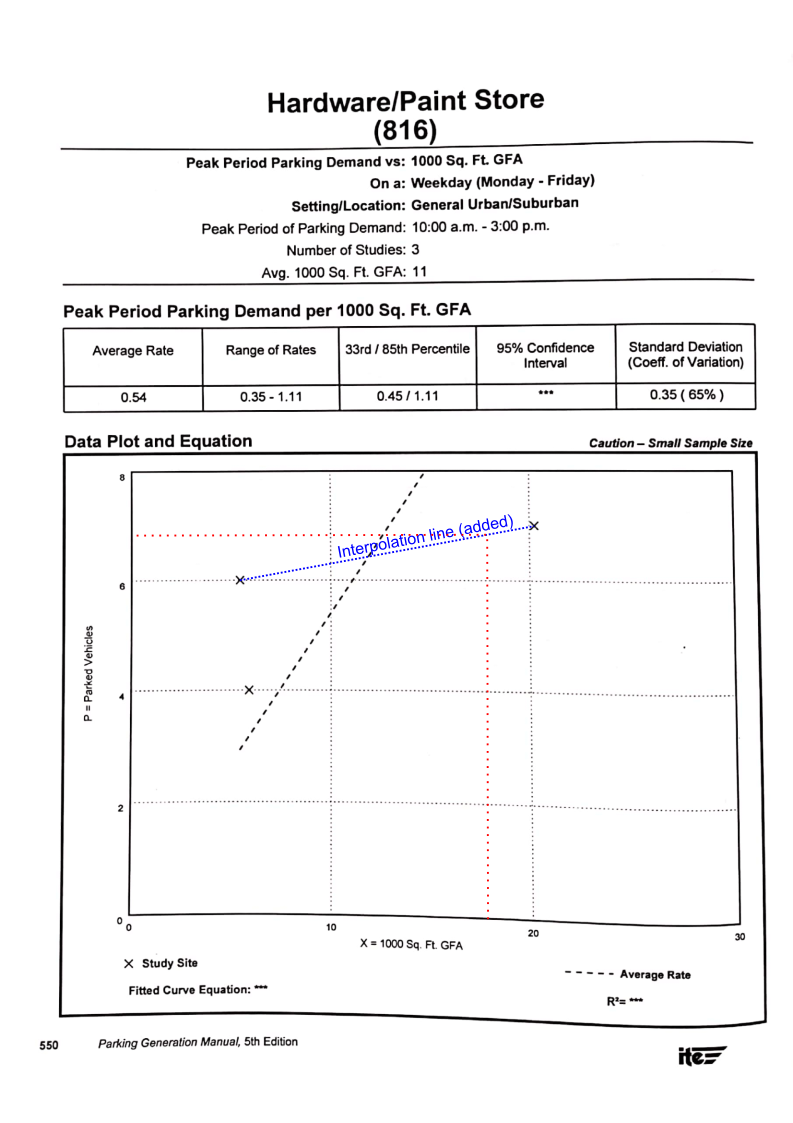 Hardware/Paint Store
(816)
Peak Period Parking Demand vs: 1000 Sq. Ft. GFA
On a: Weekday (Monday - Friday)
Setting/Location: General Urban/Suburban
Peak Period of Parking Demand: 10:00 a.m. - 3:00 p.m.
Number of Studies: 3
Avg. 1000 Sq. Ft. GFA: 11
Peak Period Parking Demand per 1000 Sq. Ft. GFA
Average Rate Range of Rates 33rd / 85th Percentile 95% Confidence Interval Standard Deviation (Coeff. of Variation)
0.54 0.35 - 1.11 0.45 / 1.11 *** 0.35 ( 65% )
Data Plot and Equation Caution – Small Sample Size
8
Interpolation line (added)
6
P = Parked Vehicles
4
2
0
0 10 20 30
X = 1000 Sq. Ft. GFA
X Study Site - - - - - Average Rate
Fitted Curve Equation: *** R²= ***
550 Parking Generation Manual, 5th Edition
ite